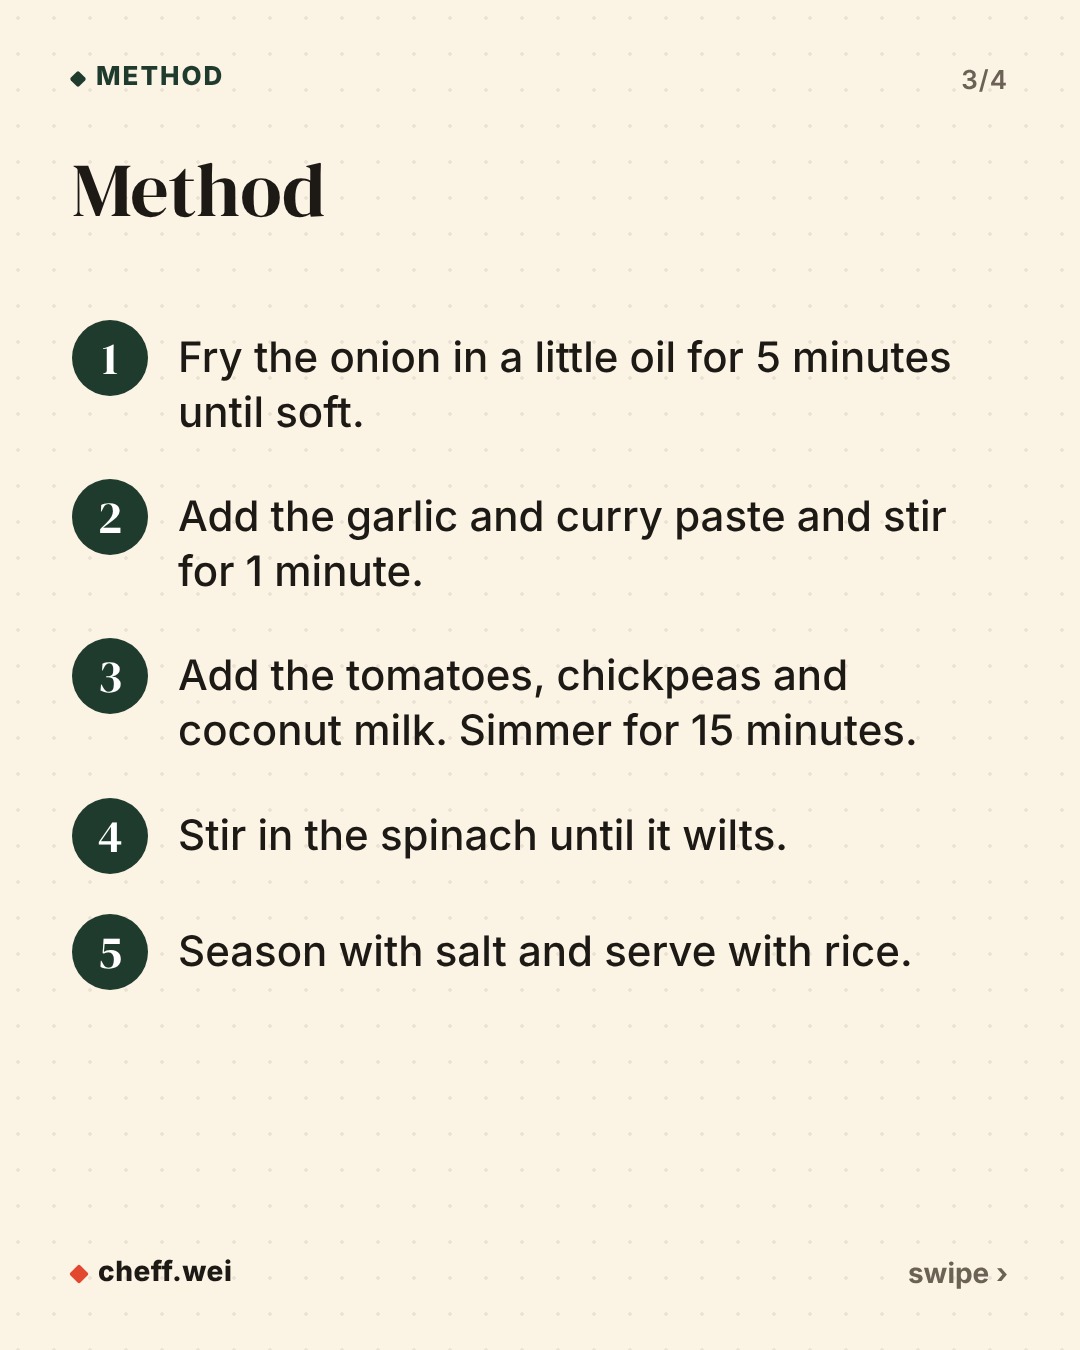 METHOD
3/4
Method
1 Fry the onion in a little oil for 5 minutes
until soft.
2 Add the garlic and curry paste and stir
for 1 minute.
3 Add the tomatoes, chickpeas and
coconut milk. Simmer for 15 minutes.
4 Stir in the spinach until it wilts.
5 Season with salt and serve with rice.
cheff.wei
swipe ›